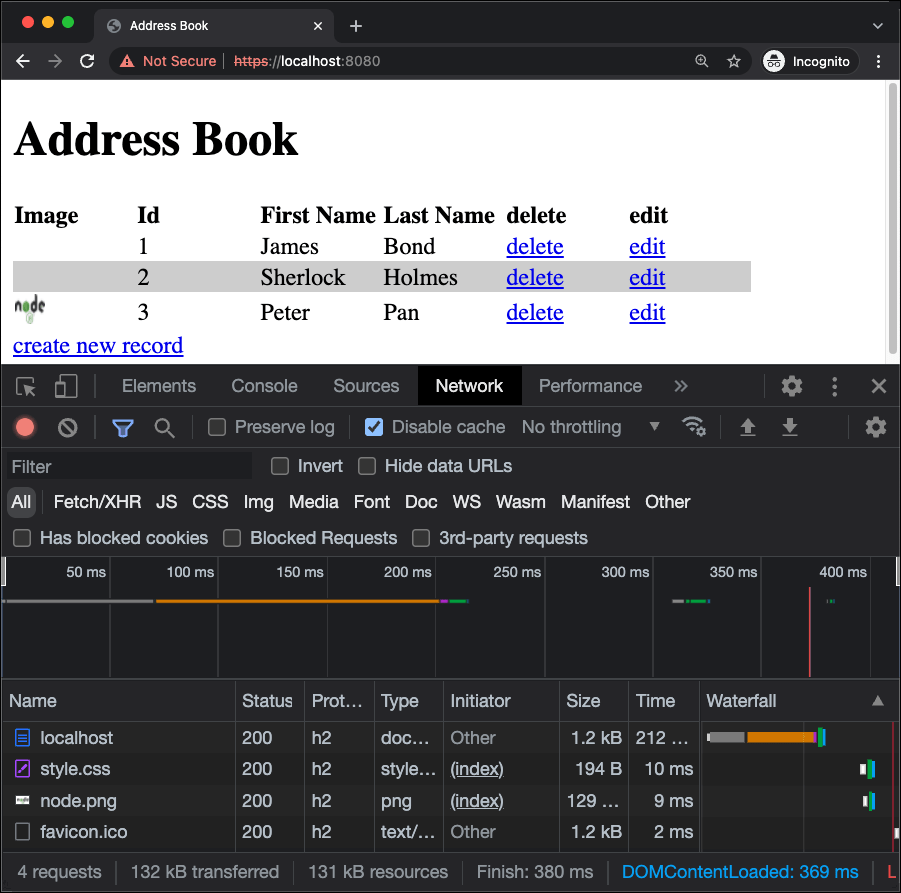 Address Book
Not Secure https://localhost:8080 Incognito
Address Book
Image Id First Name Last Name delete edit
1 James Bond delete edit
2 Sherlock Holmes delete edit
node 3 Peter Pan delete edit
create new record
Elements Console Sources Network Performance »
Preserve log Disable cache No throttling
Filter Invert Hide data URLs
All Fetch/XHR JS CSS Img Media Font Doc WS Wasm Manifest Other
Has blocked cookies Blocked Requests 3rd-party requests
50 ms 100 ms 150 ms 200 ms 250 ms 300 ms 350 ms 400 ms
Name Status Prot… Type Initiator Size Time Waterfall
localhost 200 h2 doc… Other 1.2 kB 212 …
style.css 200 h2 style… (index) 194 B 10 ms
node.png 200 h2 png (index) 129 … 9 ms
favicon.ico 200 h2 text/… Other 1.2 kB 2 ms
4 requests 132 kB transferred 131 kB resources Finish: 380 ms DOMContentLoaded: 369 ms L